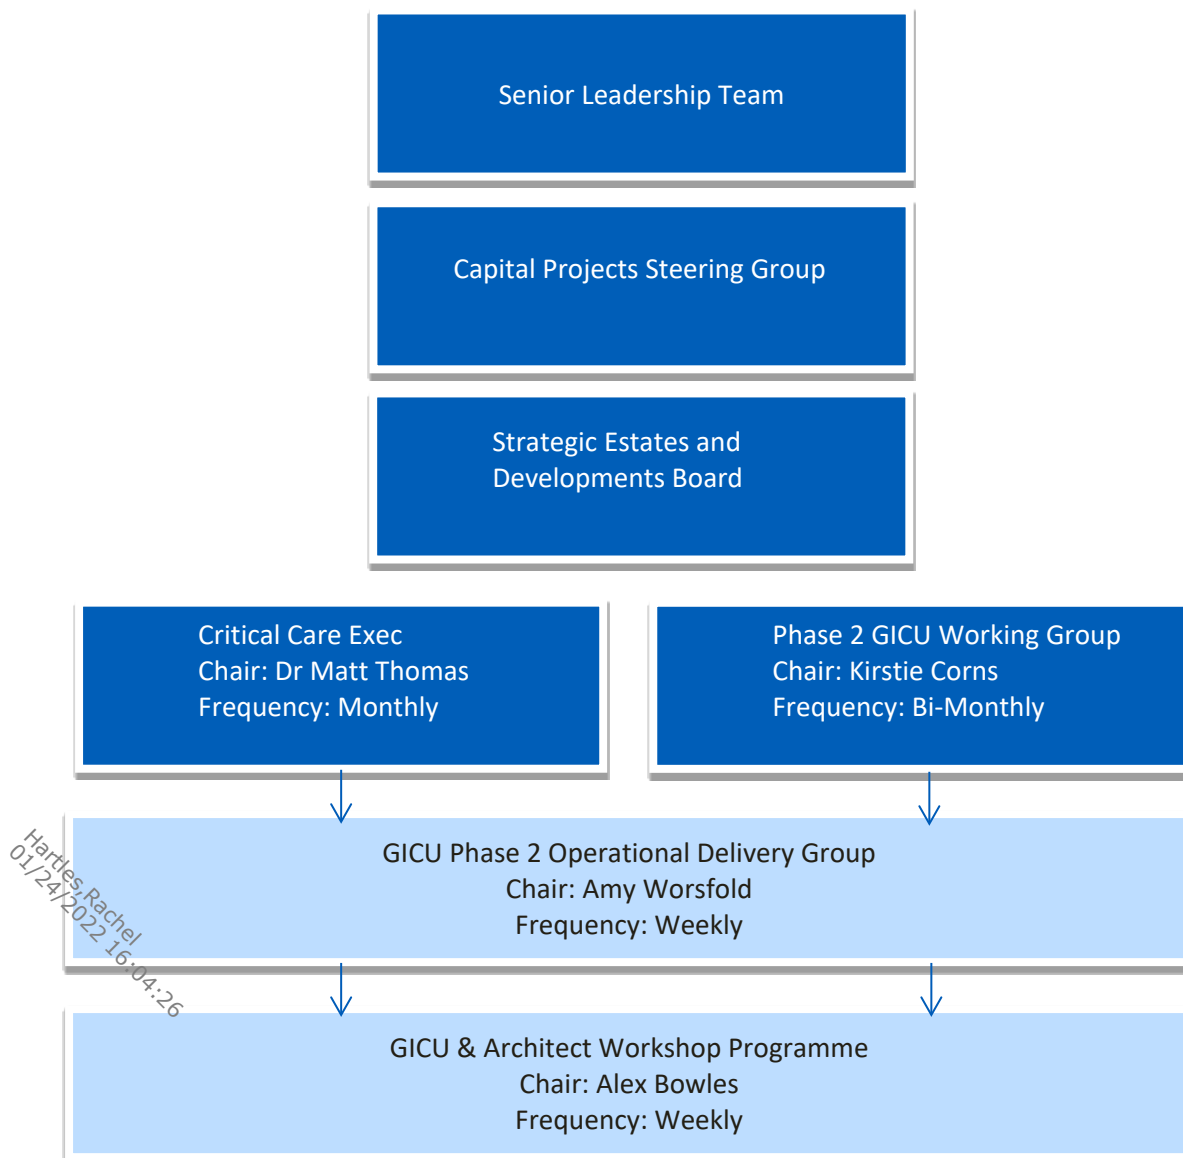 Senior Leadership Team
Capital Projects Steering Group
Strategic Estates and
Developments Board
Critical Care Exec
Chair: Dr Matt Thomas
Frequency: Monthly
Phase 2 GICU Working Group
Chair: Kirstie Corns
Frequency: Bi-Monthly
GICU Phase 2 Operational Delivery Group
Chair: Amy Worsfold
Frequency: Weekly
Hartles,Rachel
01/24/2022 16:04:26
GICU & Architect Workshop Programme
Chair: Alex Bowles
Frequency: Weekly